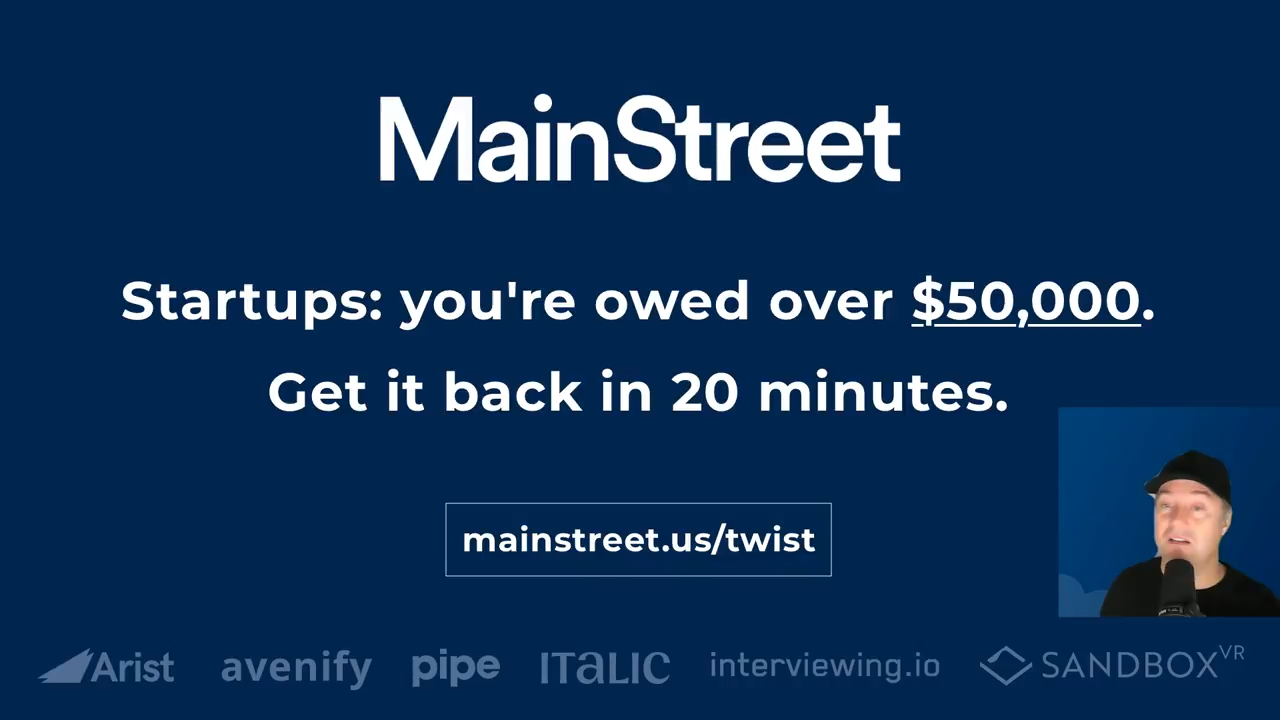 MainStreet
Startups: you're owed over $50,000.
Get it back in 20 minutes.
mainstreet.us/twist
Arist avenify pipe ITaLIC interviewing.io SANDBOX VR